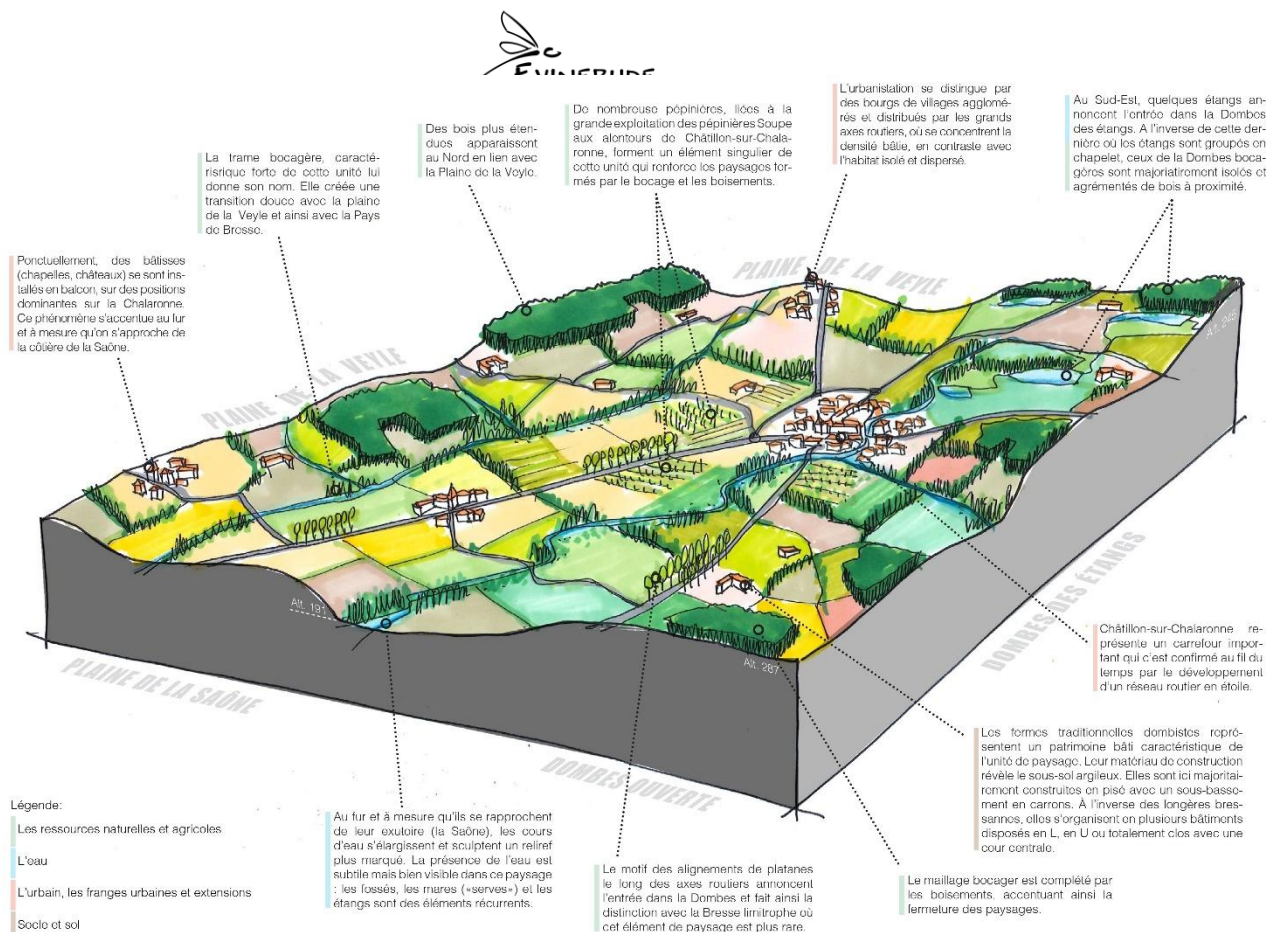 EVINERUDE
La trame bocagère, caracté-
risrique forte de cette unité lui
donne son nom. Elle créée une
transition douce avec la plaine
de la Veyle et ainsi avec la Pays
de Bresse.
Des bois plus éten-
dues apparaissent
au Nord en lien avec
la Plaine de la Veyle.
De nombreuse pépinières, liées à la
grande exploitation des pépinières Soupe
aux alentours de Châtillon-sur-Chala-
ronne, forment un élément singulier de
cette unité qui renforce les paysages fer-
més par le bocage et les boisements.
L'urbanistation se distingue par
des bourgs de villages agglomé-
rés et distribués par les grands
axes routiers, où se concentrent la
densité bâtie, en contraste avec
l'habitat isolé et dispersé.
Au Sud-Est, quelques étangs an-
noncent l'entrée dans la Dombes
des étangs. A l'inverse de cette der-
nière où les étangs sont groupés en
chapelet, ceux de la Dombes boca-
gères sont majoriatirement isolés et
agrémentés de bois à proximité.
Ponctuellement, des bâtisses
(chapelles, châteaux) se sont ins-
tallés en balcon, sur des positions
dominantes sur la Chalaronne.
Ce phénomène s'accentue au fur
et à mesure qu'on s'approche de
la côtière de la Saône.
PLAINE DE LA VEYLE
PLAINE DE LA VEYLE
Alt. 245
Alt. 191
Alt. 287
PLAINE DE LA SAÔNE
DOMBES OUVERTE
DOMBES DES ÉTANGS
Châtillon-sur-Chalaronne re-
présente un carrefour impor-
tant qui c'est confirmé au fil du
temps par le développement
d'un réseau routier en étoile.
Les fermes traditionnelles dombistes repré-
sentent un patrimoine bâti caractéristique de
l'unité de paysage. Leur matériau de construction
révèle le sous-sol argileux. Elles sont ici majoritai-
rement construites en pisé avec un sous-basse-
ment en carrons. À l'inverse des longères bres-
sannes, elles s'organisent en plusieurs bâtiments
disposés en L, en U ou totalement clos avec une
cour centrale.
Légende:
Les ressources naturelles et agricoles
L'eau
L'urbain, les franges urbaines et extensions
Socle et sol
Au fur et à mesure qu'ils se rapprochent
de leur exutoire (la Saône), les cours
d'eau s'élargissent et sculptent un reliref
plus marqué. La présence de l'eau est
subtile mais bien visible dans ce paysage
: les fossés, les mares («serves») et les
étangs sont des éléments récurrents.
Le motif des alignements de platanes
le long des axes routiers annoncent
l'entrée dans la Dombes et fait ainsi la
distinction avec la Bresse limitrophe où
cet élément de paysage est plus rare.
Le maillage bocager est complété par
les boisements, accentuant ainsi la
fermeture des paysages.